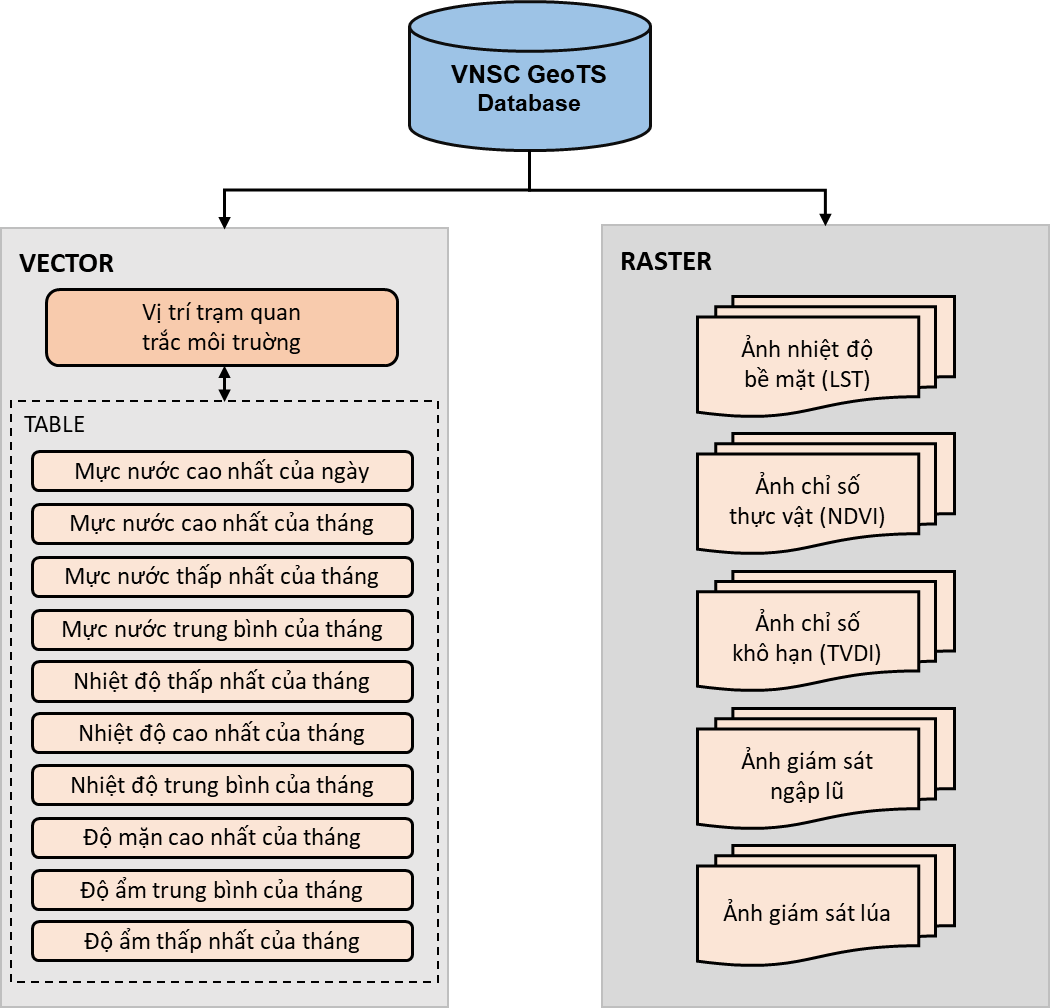 VNSC GeoTS
Database
VECTOR
Vị trí trạm quan
trắc môi trường
TABLE
Mực nước cao nhất của ngày
Mực nước cao nhất của tháng
Mực nước thấp nhất của tháng
Mực nước trung bình của tháng
Nhiệt độ thấp nhất của tháng
Nhiệt độ cao nhất của tháng
Nhiệt độ trung bình của tháng
Độ mặn cao nhất của tháng
Độ ẩm trung bình của tháng
Độ ẩm thấp nhất của tháng
RASTER
Ảnh nhiệt độ
bề mặt (LST)
Ảnh chỉ số
thực vật (NDVI)
Ảnh chỉ số
khô hạn (TVDI)
Ảnh giám sát
ngập lũ
Ảnh giám sát lúa